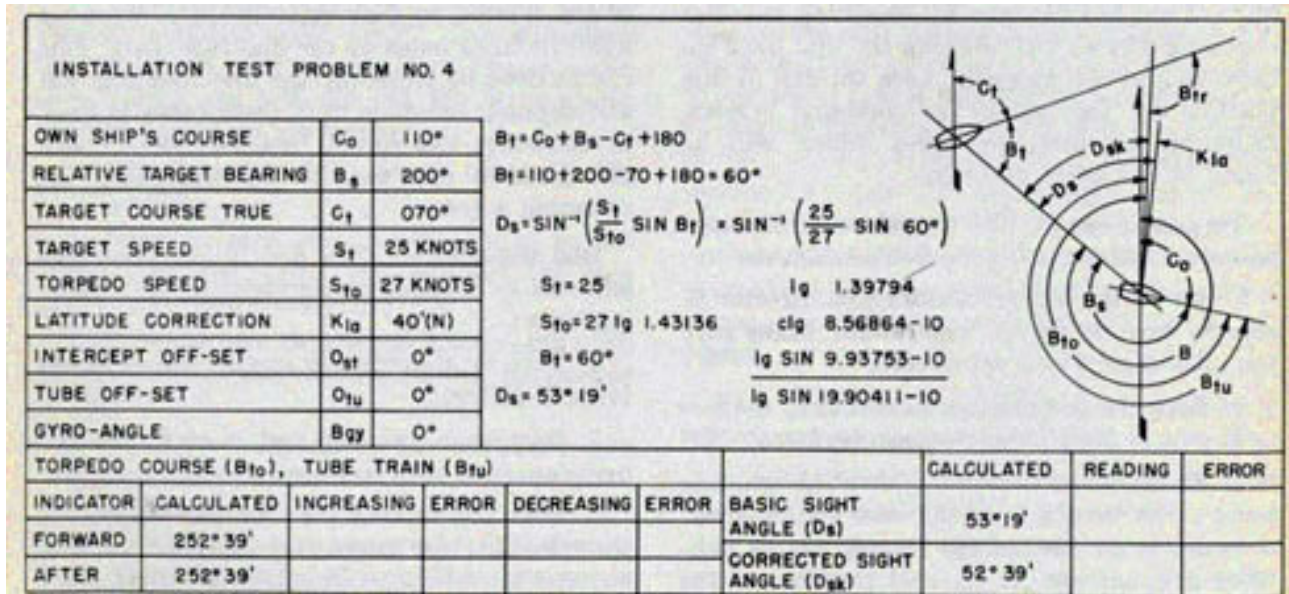 INSTALLATION TEST PROBLEM NO. 4
OWN SHIP'S COURSE Co 110°
RELATIVE TARGET BEARING Bs 200°
TARGET COURSE TRUE Ct 070°
TARGET SPEED St 25 KNOTS
TORPEDO SPEED Sto 27 KNOTS
LATITUDE CORRECTION Kla 40'(N)
INTERCEPT OFF-SET Ost 0°
TUBE OFF-SET Otu 0°
GYRO-ANGLE Bgy 0°
Bt=Co+Bs-Ct+180
Bt=110+200-70+180=60°
Ds=SIN⁻¹(St/Sto SIN Bt) = SIN⁻¹(25/27 SIN 60°)
St=25 lg 1.39794
Sto=27 lg 1.43136 clg 8.56864-10
Bt=60° lg SIN 9.93753-10
Ds=53°19' lg SIN 19.90411-10
Ct
Btr
Bt
Dsk
Kla
Ds
Co
Bs
Bto
B
Btu
TORPEDO COURSE (Bto), TUBE TRAIN (Btu)
INDICATOR CALCULATED INCREASING ERROR DECREASING ERROR
FORWARD 252°39'
AFTER 252°39'
CALCULATED READING ERROR
BASIC SIGHT
ANGLE (Ds) 53°19'
CORRECTED SIGHT
ANGLE (Dsk) 52°39'